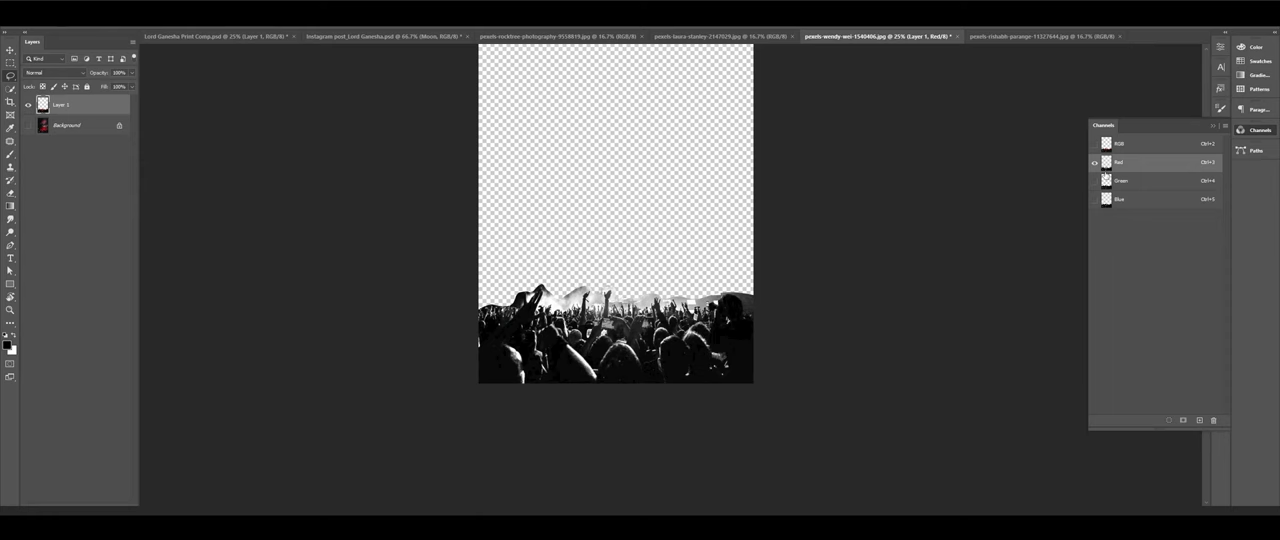 Lord Ganesha Print Comp.psd @ 25% (Layer 1, RGB/8) *
Instagram post_Lord Ganesha.psd @ 66.7% (Moon, RGB/8) *
pexels-rocktree-photography-9558819.jpg @ 16.7% (RGB/8)
pexels-laura-stanley-2147029.jpg @ 16.7% (RGB/8)
pexels-wendy-wei-1540406.jpg @ 25% (Layer 1, Red/8) *
pexels-rishabh-parange-11327644.jpg @ 16.7% (RGB/8)
Layers
Kind
Normal
Opacity: 100%
Lock:
Fill: 100%
Layer 1
Background
Channels
RGB Ctrl+2
Red Ctrl+3
Green Ctrl+4
Blue Ctrl+5
Color
Swatches
Gradien...
Patterns
Paragr...
Channels
Paths